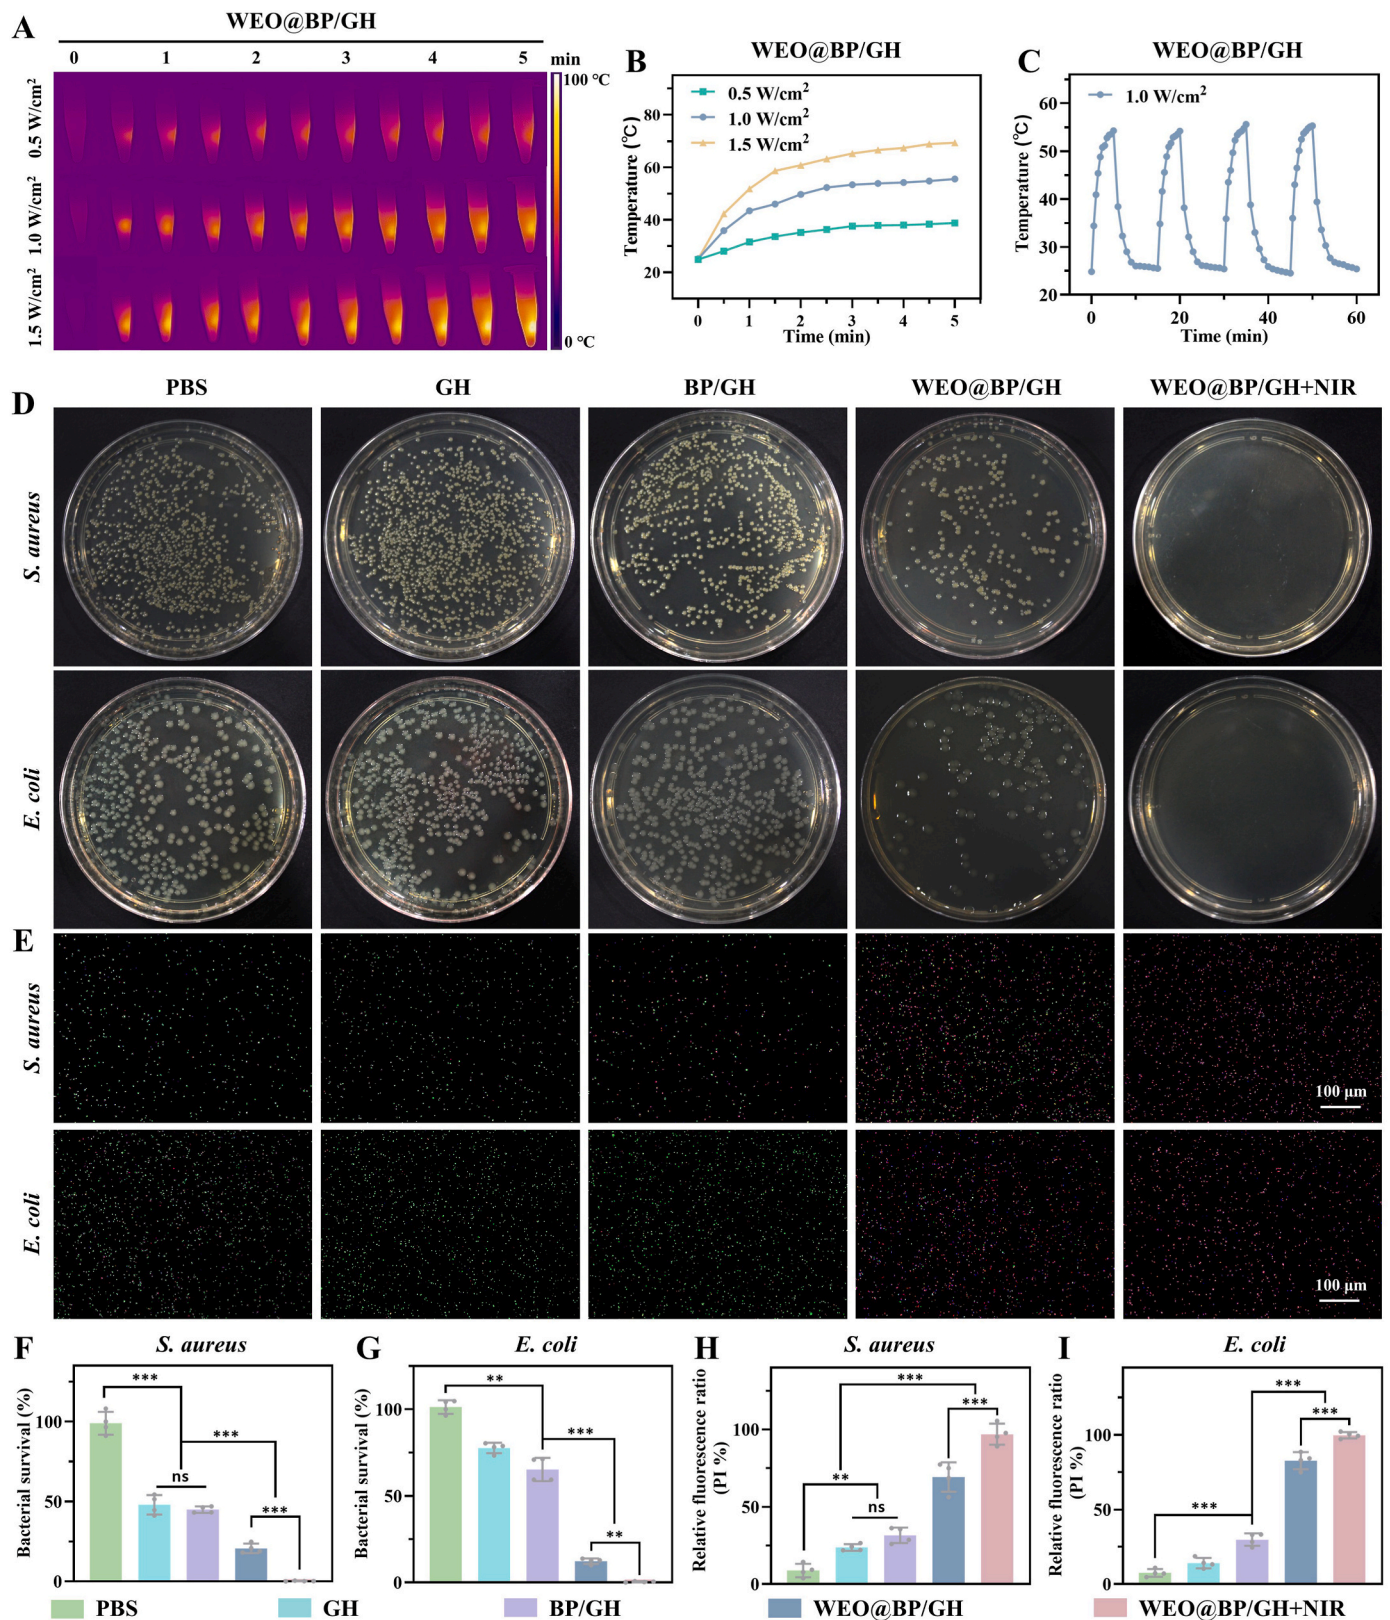 A
WEO@BP/GH
0 1 2 3 4 5 min
0.5 W/cm²
1.0 W/cm²
1.5 W/cm²
100 °C
0 °C
B
WEO@BP/GH
0.5 W/cm²
1.0 W/cm²
1.5 W/cm²
Temperature (°C)
80
60
40
20
0 1 2 3 4 5
Time (min)
C
WEO@BP/GH
1.0 W/cm²
Temperature (°C)
60
50
40
30
20
0 20 40 60
Time (min)
D
PBS GH BP/GH WEO@BP/GH WEO@BP/GH+NIR
S. aureus
E. coli
E
S. aureus
100 μm
E. coli
100 μm
F
S. aureus
Bacterial survival (%)
100
50
0
***
***
ns
***
G
E. coli
Bacterial survival (%)
100
50
0
**
***
**
H
S. aureus
Relative fluorescence ratio
(PI %)
100
50
0
***
***
**
ns
I
E. coli
Relative fluorescence ratio
(PI %)
100
50
0
***
***
***
PBS GH BP/GH WEO@BP/GH WEO@BP/GH+NIR